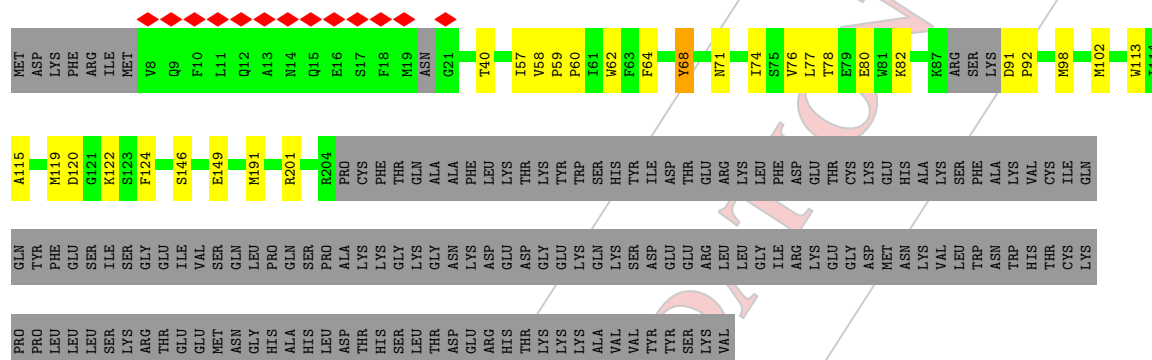 MET ASP LYS PHE ARG ILE MET V8 Q9 F10 L11 Q12 A13 N14 Q15 E16 S17 F18 M19 ASN G21 T40 I57 V58 P59 P60 I61 W62 F63 F64 Y68 N71 I74 S75 V76 L77 T78 E79 E80 W81 K82 K87 ARG SER LYS D91 P92 M98 M102 W113 I114
A115 M119 D120 G121 K122 S123 F124 S146 E149 M191 R201 R204 PRO CYS PHE THR GLN ALA ALA PHE LEU LYS THR LYS TYR TRP SER HIS TYR ILE ASP THR GLU ARG LYS LEU PHE ASP GLU THR CYS LYS GLU HIS ALA LYS SER PHE ALA LYS VAL CYS ILE GLN
GLN TYR PHE GLU SER ILE SER GLY GLU ILE VAL SER GLN LEU PRO GLN SER PRO ALA LYS LYS GLY LYS GLY ASN LYS ASP GLU ASP GLY GLU LYS GLN LYS VAL SER ASP GLU GLU ARG LEU LEU GLY ILE ARG LYS GLU GLY ASP MET ASN LYS VAL LEU TRP ASN TRP HIS THR CYS LYS
PRO PRO LEU LEU LEU SER LYS ARG THR GLU GLU MET ASN GLY HIS ALA HIS LEU ASP THR HIS SER LEU THR ASP GLU ARG HIS THR LYS LYS LYS ALA VAL VAL TYR TYR SER LYS VAL